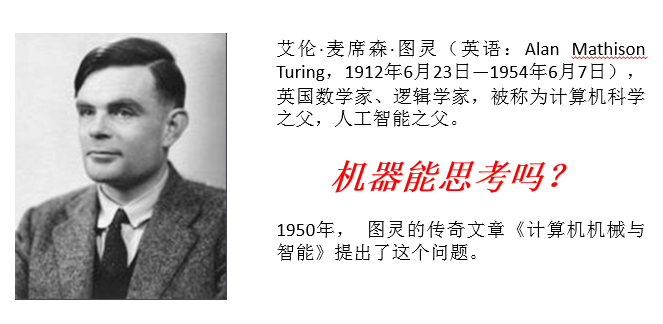 艾伦·麦席森·图灵（英语：Alan Mathison
Turing，1912年6月23日—1954年6月7日），
英国数学家、逻辑学家，被称为计算机科学
之父，人工智能之父。
机器能思考吗？
1950年， 图灵的传奇文章《计算机机械与
智能》提出了这个问题。